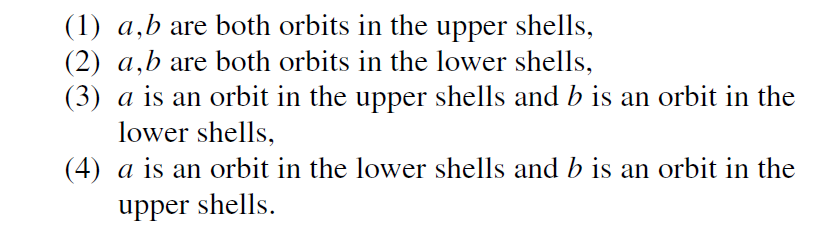 (1) a,b are both orbits in the upper shells,
(2) a,b are both orbits in the lower shells,
(3) a is an orbit in the upper shells and b is an orbit in the
lower shells,
(4) a is an orbit in the lower shells and b is an orbit in the
upper shells.